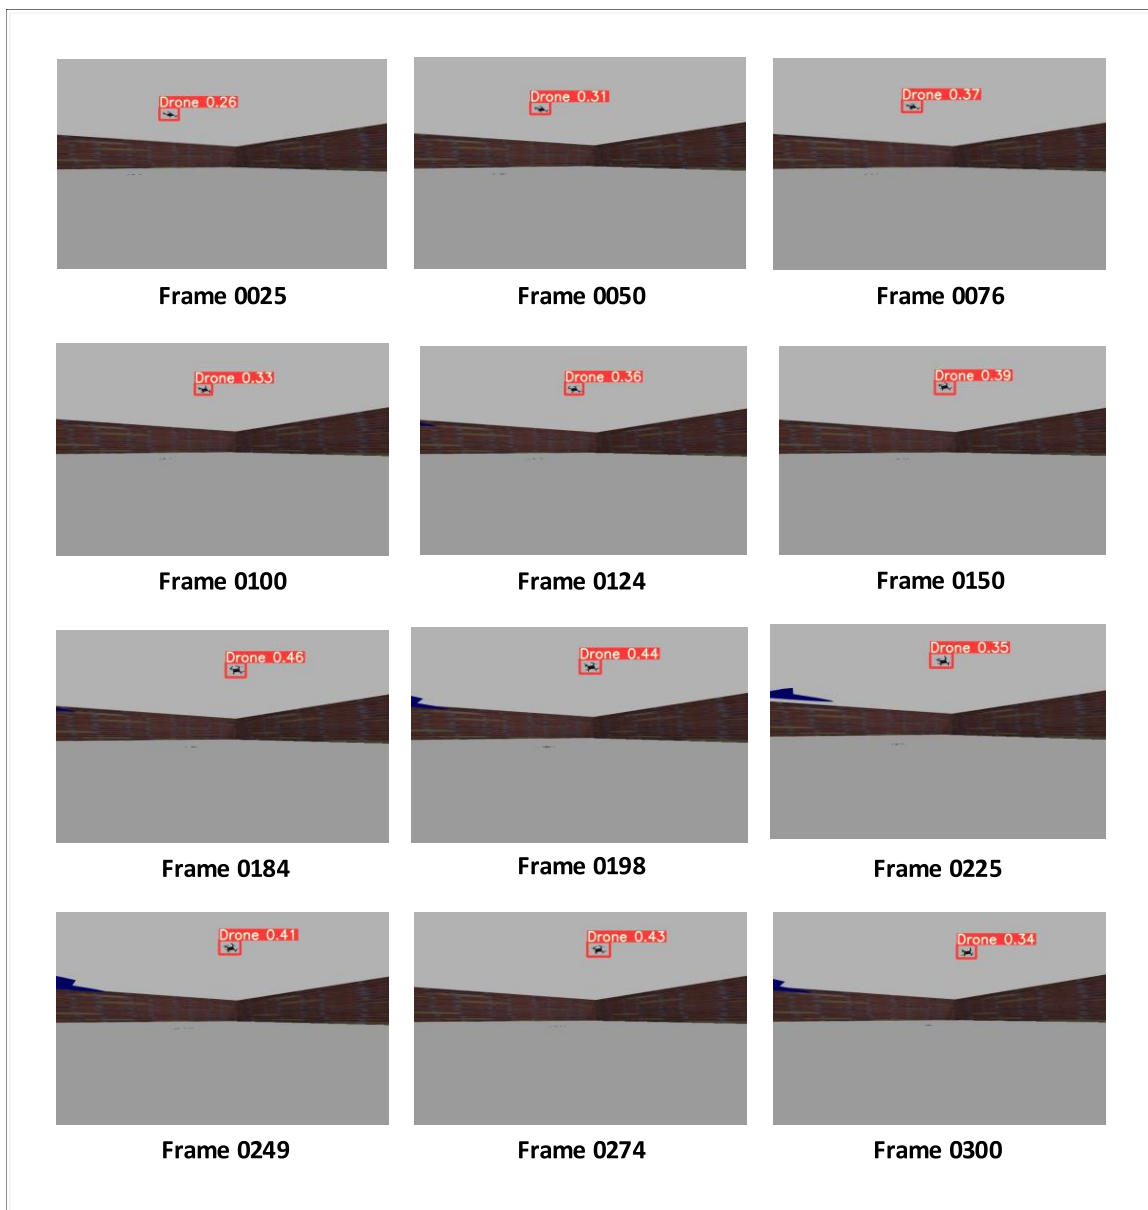 Drone 0.26
Drone 0.31
Drone 0.37
Frame 0025
Frame 0050
Frame 0076
Drone 0.33
Drone 0.36
Drone 0.39
Frame 0100
Frame 0124
Frame 0150
Drone 0.46
Drone 0.44
Drone 0.35
Frame 0184
Frame 0198
Frame 0225
Drone 0.41
Drone 0.43
Drone 0.34
Frame 0249
Frame 0274
Frame 0300